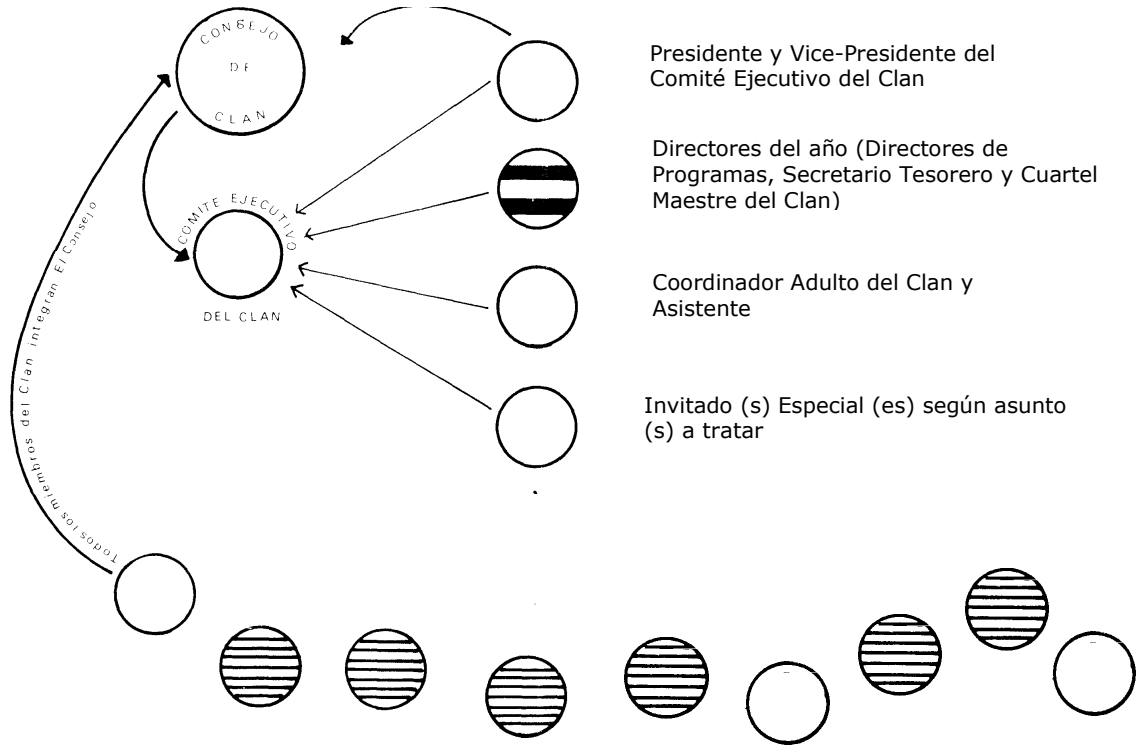 CONSEJO
DE
CLAN
Presidente y Vice-Presidente del
Comité Ejecutivo del Clan
Directores del año (Directores de
Programas, Secretario Tesorero y Cuartel
Maestre del Clan)
COMITE EJECUTIVO
DEL CLAN
Coordinador Adulto del Clan y
Asistente
Invitado (s) Especial (es) según asunto
(s) a tratar
Todos los miembros del Clan integran El Consejo